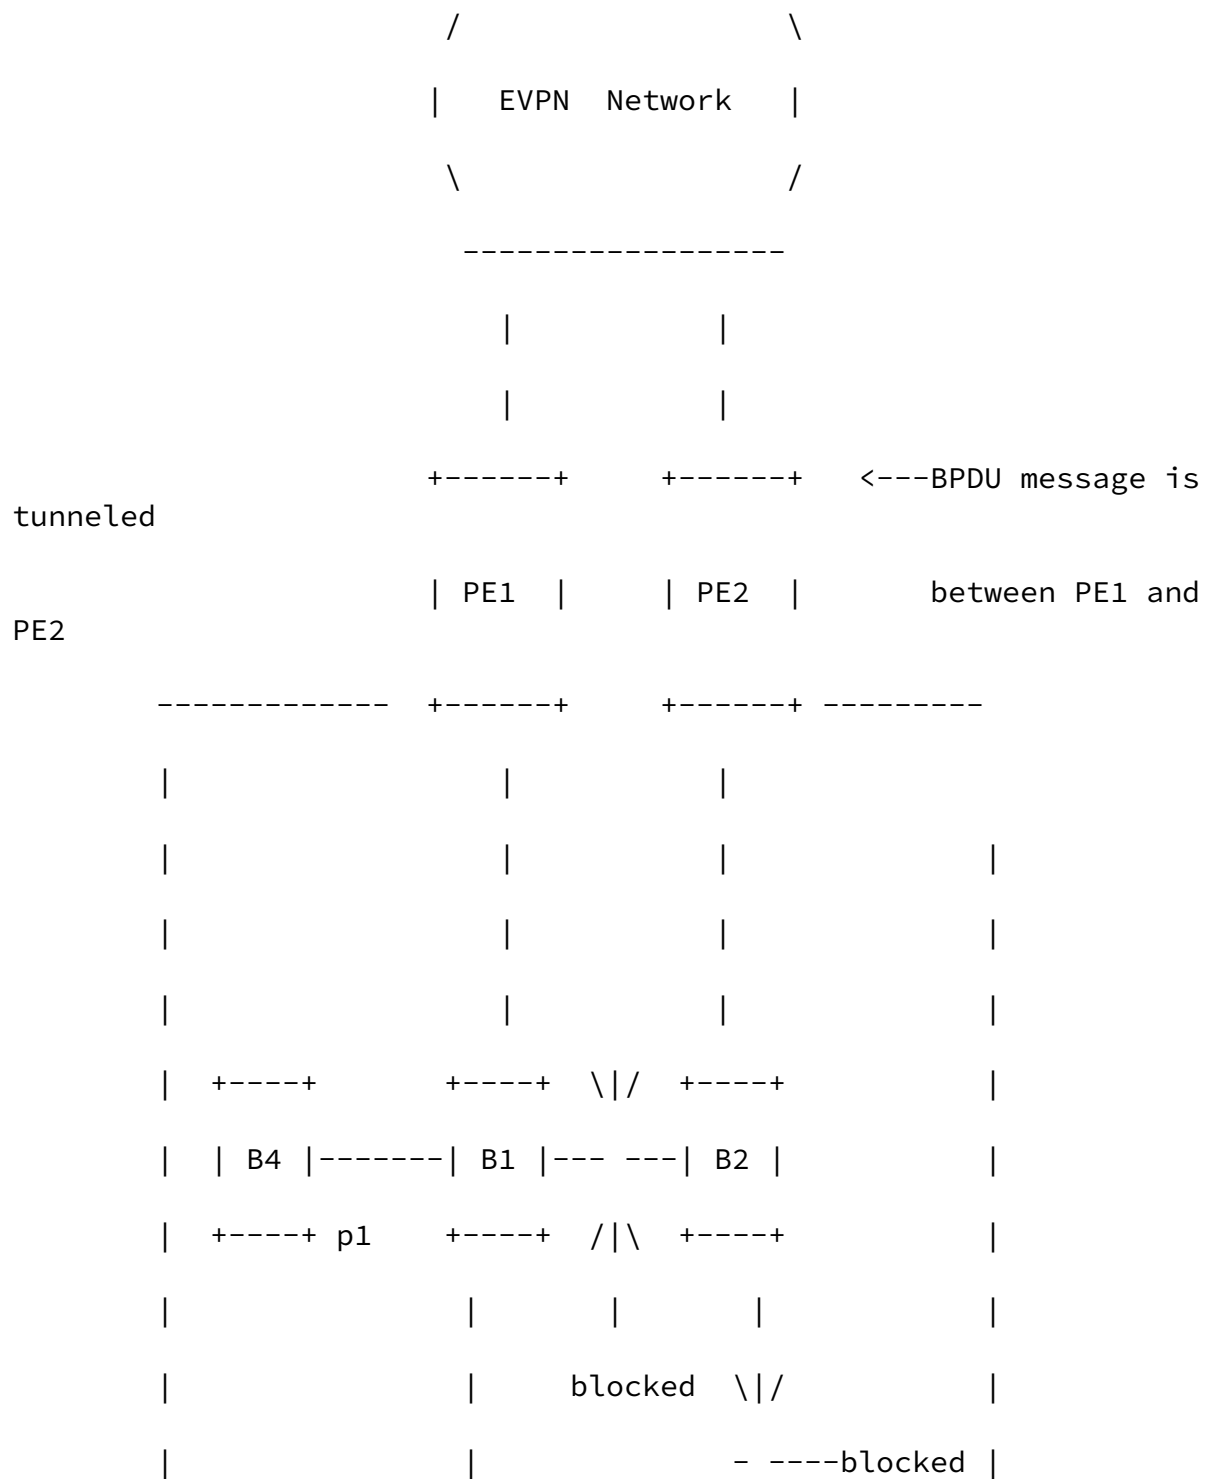 /                  \
                       |   EVPN  Network   |
                        \                  /
                         ------------------
                           |           |
                           |           |
                       +------+     +------+   <---BPDU message is
tunneled
                       | PE1  |     | PE2  |       between PE1 and
PE2
        -------------  +------+     +------+ ---------
        |                  |           |
        |                  |           |              |
        |                  |           |              |
        |                  |           |              |
        |  +----+       +----+  \|/  +----+           |
        |  | B4 |-------| B1 |--- ---| B2 |           |
        |  +----+ p1    +----+  /|\  +----+           |
        |                |       |       |            |
        |                |     blocked  \|/           |
        |                |              - ----blocked |